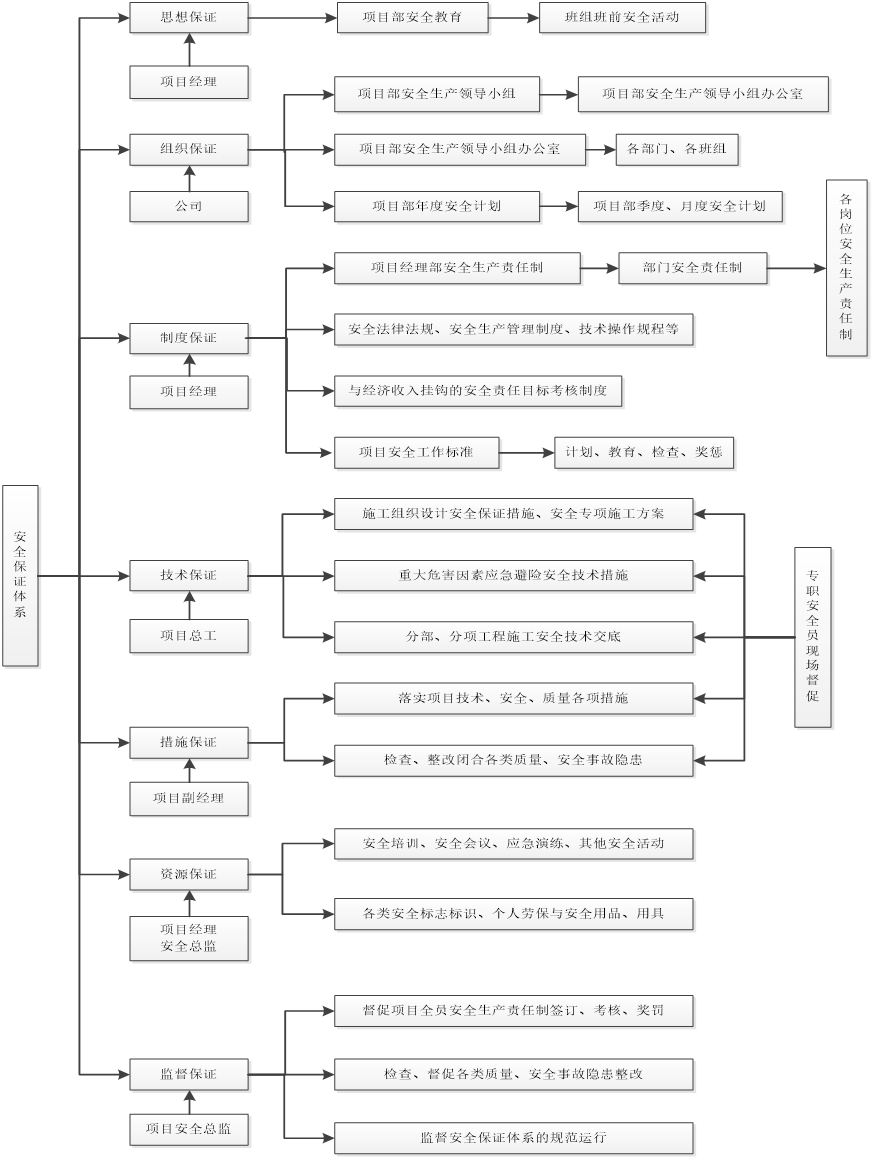 思想保证
项目部安全教育
班组班前安全活动
项目经理
项目部安全生产领导小组
项目部安全生产领导小组办公室
组织保证
项目部安全生产领导小组办公室
各部门、各班组
公司
项目部年度安全计划
项目部季度、月度安全计划
各岗位安全生产责任制
项目经理部安全生产责任制
部门安全责任制
制度保证
安全法律法规、安全生产管理制度、技术操作规程等
项目经理
与经济收入挂钩的安全责任目标考核制度
项目安全工作标准
计划、教育、检查、奖惩
安全保证体系
施工组织设计安全保证措施、安全专项施工方案
技术保证
重大危害因素应急避险安全技术措施
专职安全员现场督促
项目总工
分部、分项工程施工安全技术交底
落实项目技术、安全、质量各项措施
措施保证
检查、整改闭合各类质量、安全事故隐患
项目副经理
安全培训、安全会议、应急演练、其他安全活动
资源保证
各类安全标志标识、个人劳保与安全用品、用具
项目经理
安全总监
督促项目全员安全生产责任制签订、考核、奖罚
监督保证
检查、督促各类质量、安全事故隐患整改
项目安全总监
监督安全保证体系的规范运行